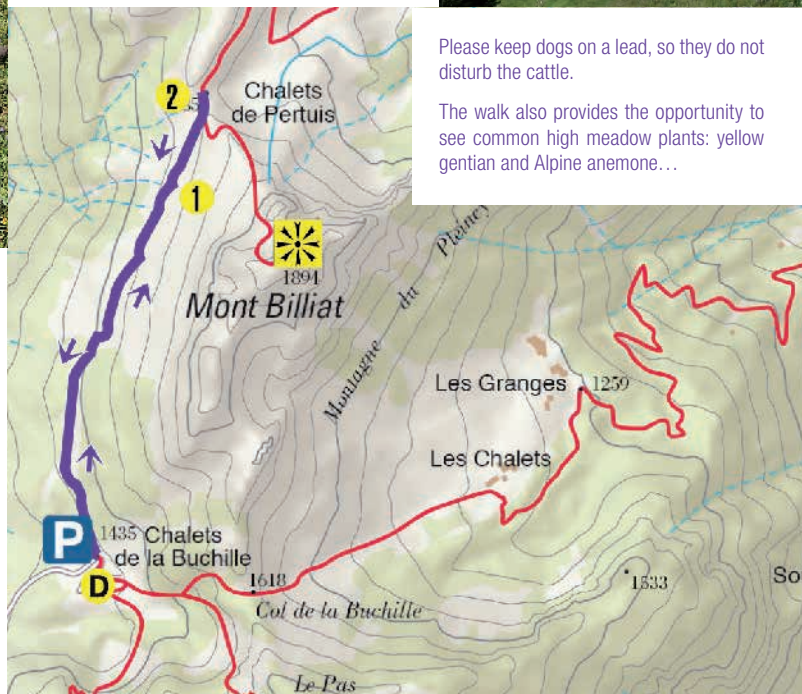 Please keep dogs on a lead, so they do not
disturb the cattle.
The walk also provides the opportunity to
see common high meadow plants: yellow
gentian and Alpine anemone…
2
Chalets
de Pertuis
1
1894
Mont Billiat
Montagne du Pleiney
Les Granges
1259
Les Chalets
P
1435 Chalets
de la Buchille
D
1618
Col de la Buchille
1533
So
Le Pas